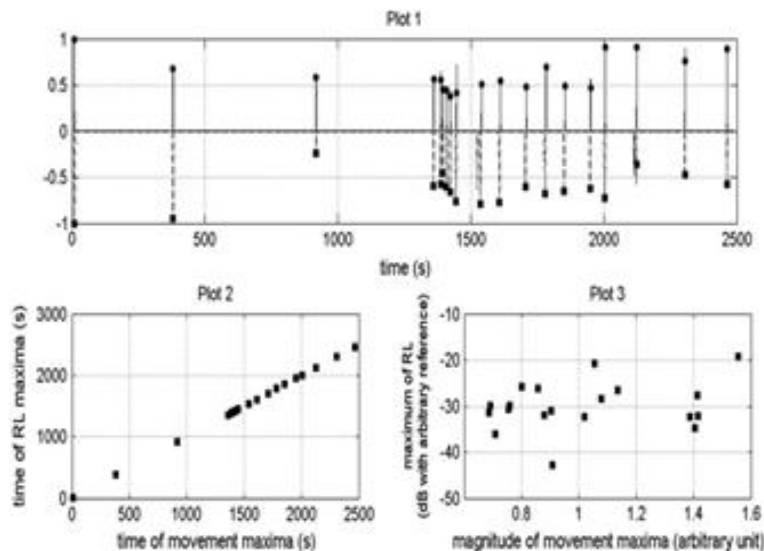 Plot 1
1
0.5
0
-0.5
-1
0 500 1000 1500 2000 2500
time (s)
Plot 2
time of RL maxima (s)
3000
2000
1000
0
0 500 1000 1500 2000 2500
time of movement maxima (s)
Plot 3
maximum of RL
(dB with arbitrary reference)
-10
-20
-30
-40
-50
0.8 1 1.2 1.4 1.6
magnitude of movement maxima (arbitrary unit)